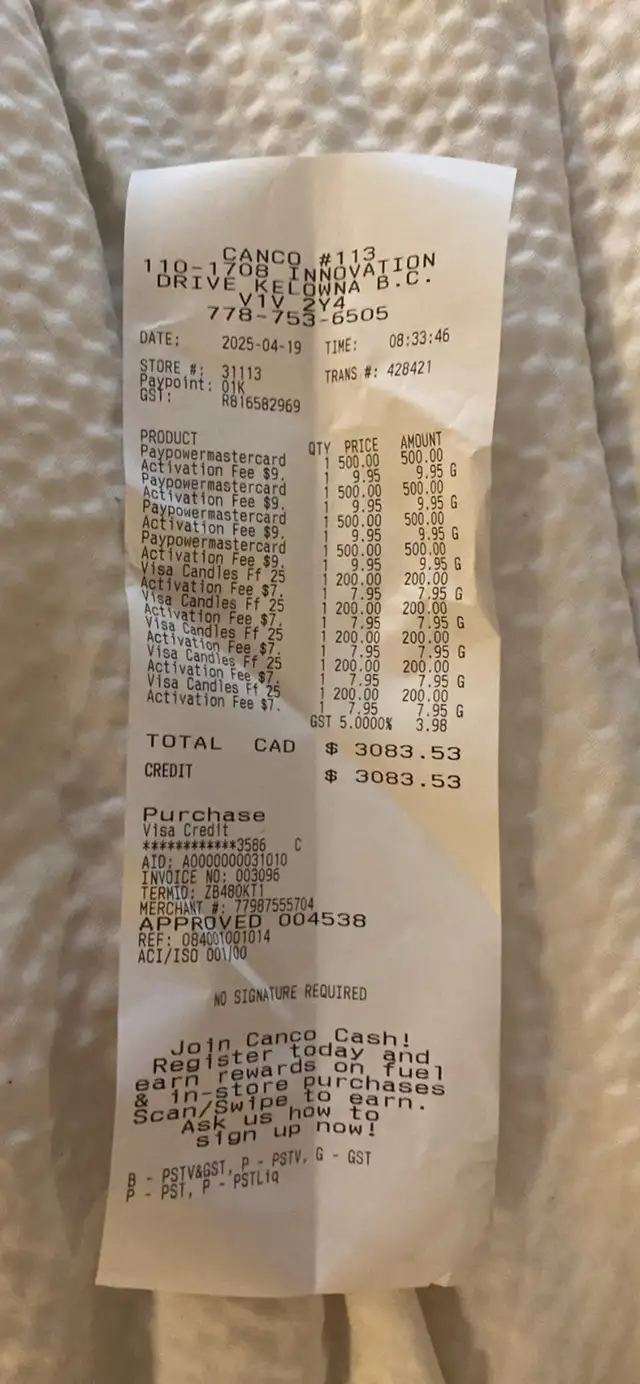 CANCO #113
110-1708 INNOVATION
DRIVE KELOWNA B.C.
V1V 2Y4
778-753-6505
DATE: 2025-04-19 TIME: 08:33:46
STORE #: 31113 TRANS #: 428421
Paypoint: 01K
GST: R816582969
PRODUCT QTY PRICE AMOUNT
Paypowermastercard 1 500.00 500.00
Activation Fee $9. 1 9.95 9.95 G
Paypowermastercard 1 500.00 500.00
Activation Fee $9. 1 9.95 9.95 G
Paypowermastercard 1 500.00 500.00
Activation Fee $9. 1 9.95 9.95 G
Paypowermastercard 1 500.00 500.00
Activation Fee $9. 1 9.95 9.95 G
Visa Candles Ff 25 1 200.00 200.00
Activation Fee $7. 1 7.95 7.95 G
Visa Candles Ff 25 1 200.00 200.00
Activation Fee $7. 1 7.95 7.95 G
Visa Candles Ff 25 1 200.00 200.00
Activation Fee $7. 1 7.95 7.95 G
Visa Candles Ff 25 1 200.00 200.00
Activation Fee $7. 1 7.95 7.95 G
Visa Candles Ff 25 1 200.00 200.00
Activation Fee $7. 1 7.95 7.95 G
GST 5.0000% 3.98
TOTAL CAD $ 3083.53
CREDIT $ 3083.53
Purchase
Visa Credit
************3586 C
AID: A0000000031010
INVOICE NO: 003096
TERMID: ZB480KT1
MERCHANT #: 77987555704
APPROVED 004538
REF: 084001001014
ACI/ISO 001/00
NO SIGNATURE REQUIRED
Join Canco Cash!
Register today and
earn rewards on fuel
& in-store purchases
Scan/Swipe to earn.
Ask us how to
sign up now!
B - PSTV&GST, P - PSTV, G - GST
P - PST, P - PSTLiq